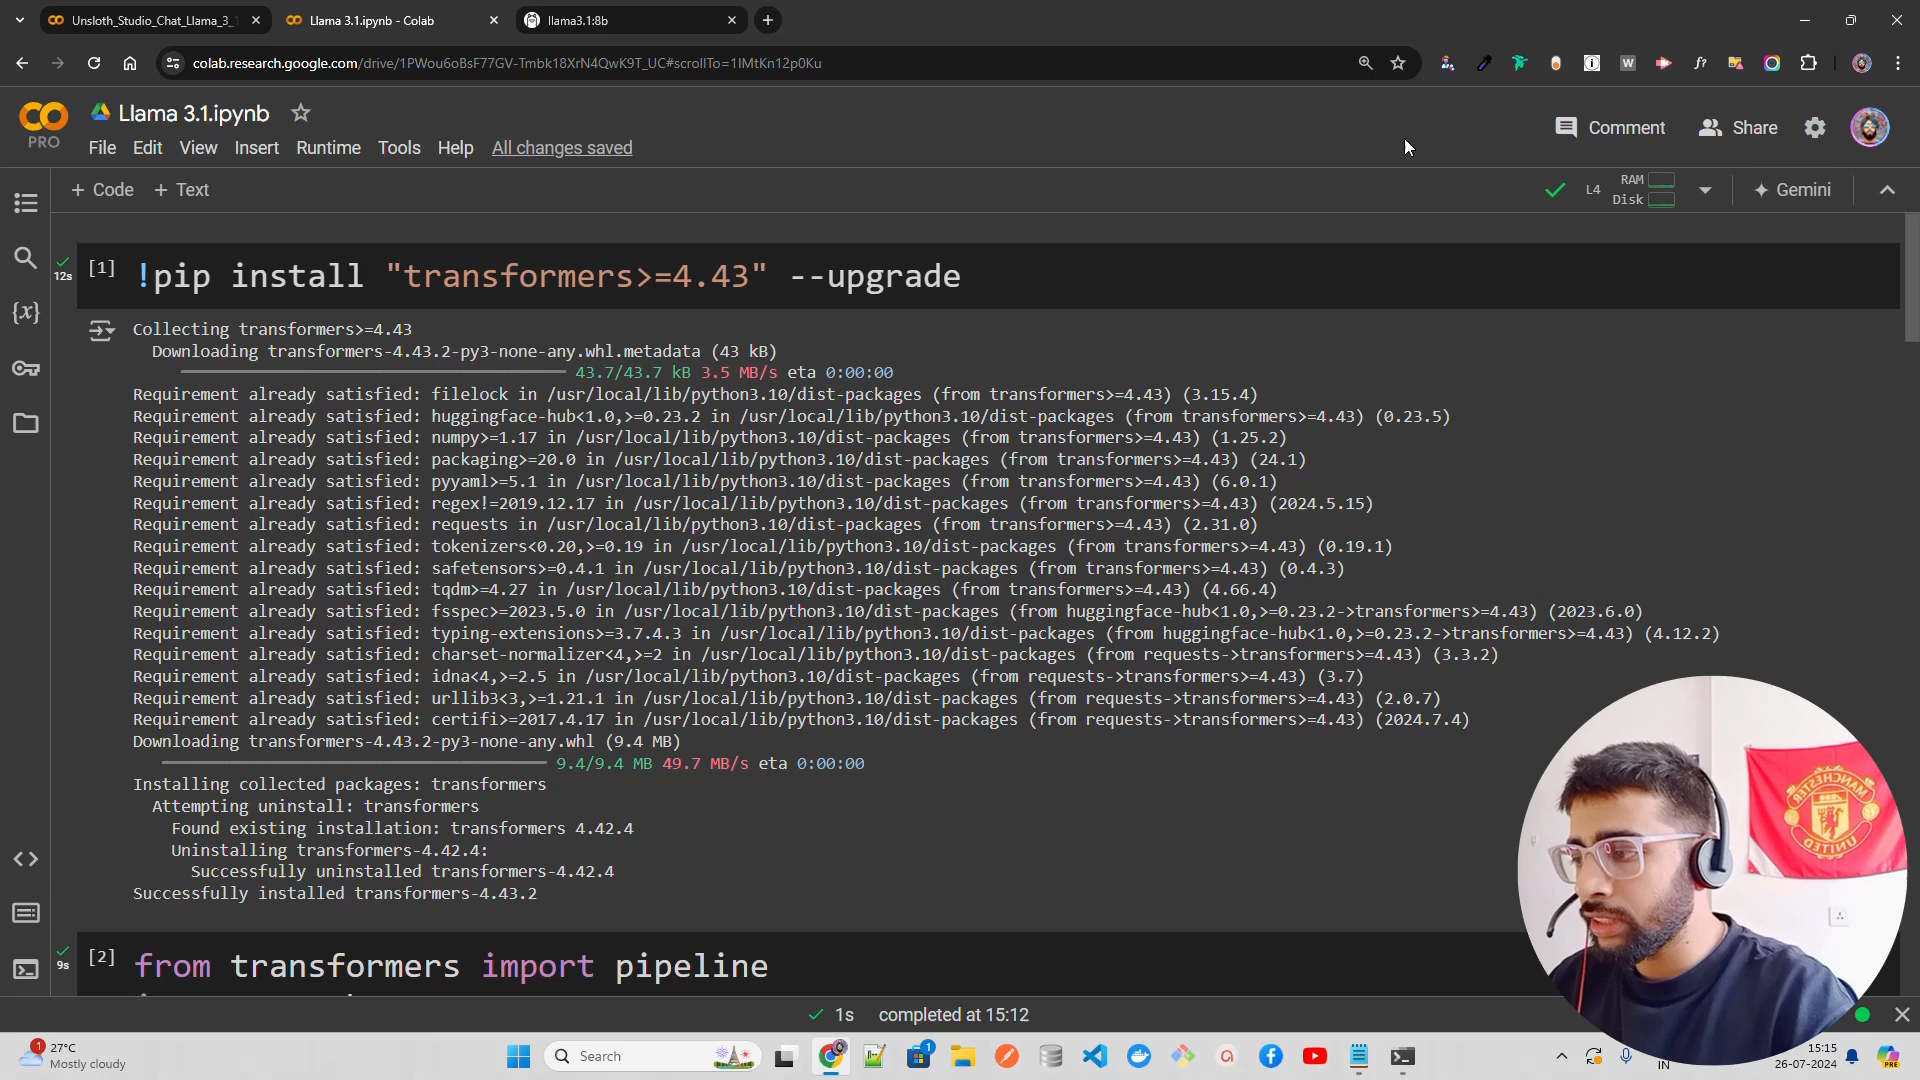 Unsloth_Studio_Chat_Llama_3_
Llama 3.1.ipynb - Colab
llama3.1:8b
colab.research.google.com/drive/1PWou6oBsF77GV-Tmbk18XrN4QwK9T_UC#scrollTo=1IMtKn12p0Ku
PRO
Llama 3.1.ipynb
File Edit View Insert Runtime Tools Help All changes saved
Comment
Share
+ Code + Text
L4
RAM
Disk
Gemini
12s
[1] !pip install "transformers>=4.43" --upgrade
Collecting transformers>=4.43
Downloading transformers-4.43.2-py3-none-any.whl.metadata (43 kB)
43.7/43.7 kB 3.5 MB/s eta 0:00:00
Requirement already satisfied: filelock in /usr/local/lib/python3.10/dist-packages (from transformers>=4.43) (3.15.4)
Requirement already satisfied: huggingface-hub<1.0,>=0.23.2 in /usr/local/lib/python3.10/dist-packages (from transformers>=4.43) (0.23.5)
Requirement already satisfied: numpy>=1.17 in /usr/local/lib/python3.10/dist-packages (from transformers>=4.43) (1.25.2)
Requirement already satisfied: packaging>=20.0 in /usr/local/lib/python3.10/dist-packages (from transformers>=4.43) (24.1)
Requirement already satisfied: pyyaml>=5.1 in /usr/local/lib/python3.10/dist-packages (from transformers>=4.43) (6.0.1)
Requirement already satisfied: regex!=2019.12.17 in /usr/local/lib/python3.10/dist-packages (from transformers>=4.43) (2024.5.15)
Requirement already satisfied: requests in /usr/local/lib/python3.10/dist-packages (from transformers>=4.43) (2.31.0)
Requirement already satisfied: tokenizers<0.20,>=0.19 in /usr/local/lib/python3.10/dist-packages (from transformers>=4.43) (0.19.1)
Requirement already satisfied: safetensors>=0.4.1 in /usr/local/lib/python3.10/dist-packages (from transformers>=4.43) (0.4.3)
Requirement already satisfied: tqdm>=4.27 in /usr/local/lib/python3.10/dist-packages (from transformers>=4.43) (4.66.4)
Requirement already satisfied: fsspec>=2023.5.0 in /usr/local/lib/python3.10/dist-packages (from huggingface-hub<1.0,>=0.23.2->transformers>=4.43) (2023.6.0)
Requirement already satisfied: typing-extensions>=3.7.4.3 in /usr/local/lib/python3.10/dist-packages (from huggingface-hub<1.0,>=0.23.2->transformers>=4.43) (4.12.2)
Requirement already satisfied: charset-normalizer<4,>=2 in /usr/local/lib/python3.10/dist-packages (from requests->transformers>=4.43) (3.3.2)
Requirement already satisfied: idna<4,>=2.5 in /usr/local/lib/python3.10/dist-packages (from requests->transformers>=4.43) (3.7)
Requirement already satisfied: urllib3<3,>=1.21.1 in /usr/local/lib/python3.10/dist-packages (from requests->transformers>=4.43) (2.0.7)
Requirement already satisfied: certifi>=2017.4.17 in /usr/local/lib/python3.10/dist-packages (from requests->transformers>=4.43) (2024.7.4)
Downloading transformers-4.43.2-py3-none-any.whl (9.4 MB)
9.4/9.4 MB 49.7 MB/s eta 0:00:00
Installing collected packages: transformers
Attempting uninstall: transformers
Found existing installation: transformers 4.42.4
Uninstalling transformers-4.42.4:
Successfully uninstalled transformers-4.42.4
Successfully installed transformers-4.43.2
9s
[2] from transformers import pipeline
MANCHESTER
UNITED
1s completed at 15:12
1
27°C
Mostly cloudy
Search
1
IN
15:15
26-07-2024
PRE